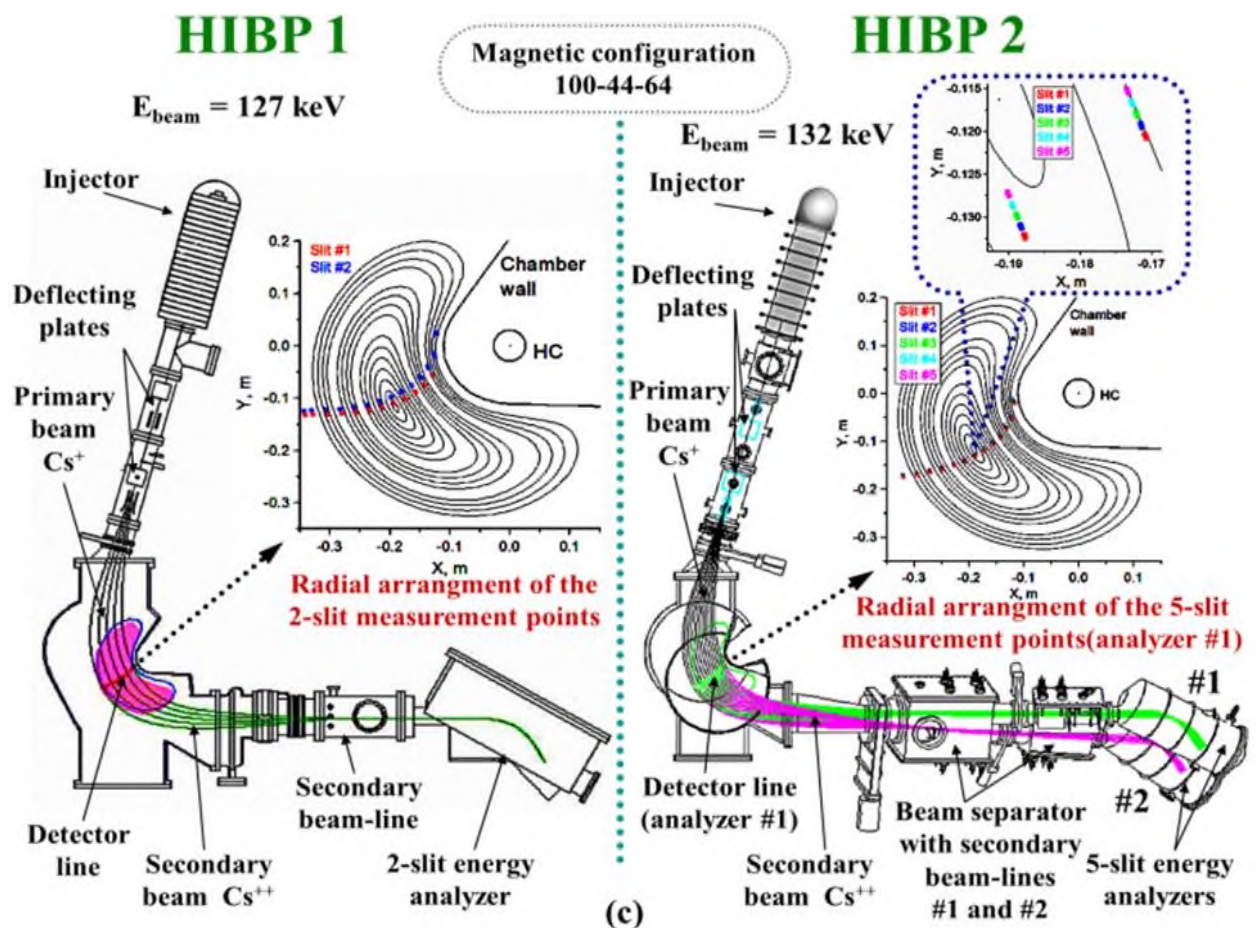 HIBP 1
HIBP 2
Magnetic configuration
100-44-64
E_beam = 127 keV
Injector
Deflecting
plates
Primary
beam
Cs⁺
Slit #1
Slit #2
Chamber
wall
HC
0.2
0.1
0.0
-0.1
-0.2
-0.3
Y, m
-0.3
-0.2
-0.1
0.0
0.1
X, m
Radial arrangment of the
2-slit measurement points
Detector
line
Secondary
beam Cs⁺⁺
Secondary
beam-line
2-slit energy
analyzer
E_beam = 132 keV
Injector
Deflecting
plates
Primary
beam
Cs⁺
-0.115
-0.120
-0.125
-0.130
Y, m
Slit #1
Slit #2
Slit #3
Slit #4
Slit #5
-0.19
-0.18
-0.17
X, m
Slit #1
Slit #2
Slit #3
Slit #4
Slit #5
Chamber
wall
HC
0.2
0.1
0.0
-0.1
-0.2
-0.3
Y, m
-0.3
-0.2
-0.1
0.0
0.1
X, m
Radial arrangment of the 5-slit
measurement points(analyzer #1)
#1
#2
Detector line
(analyzer #1)
Secondary
beam Cs⁺⁺
Beam separator
with secondary
beam-lines
#1 and #2
5-slit energy
analyzers
(c)